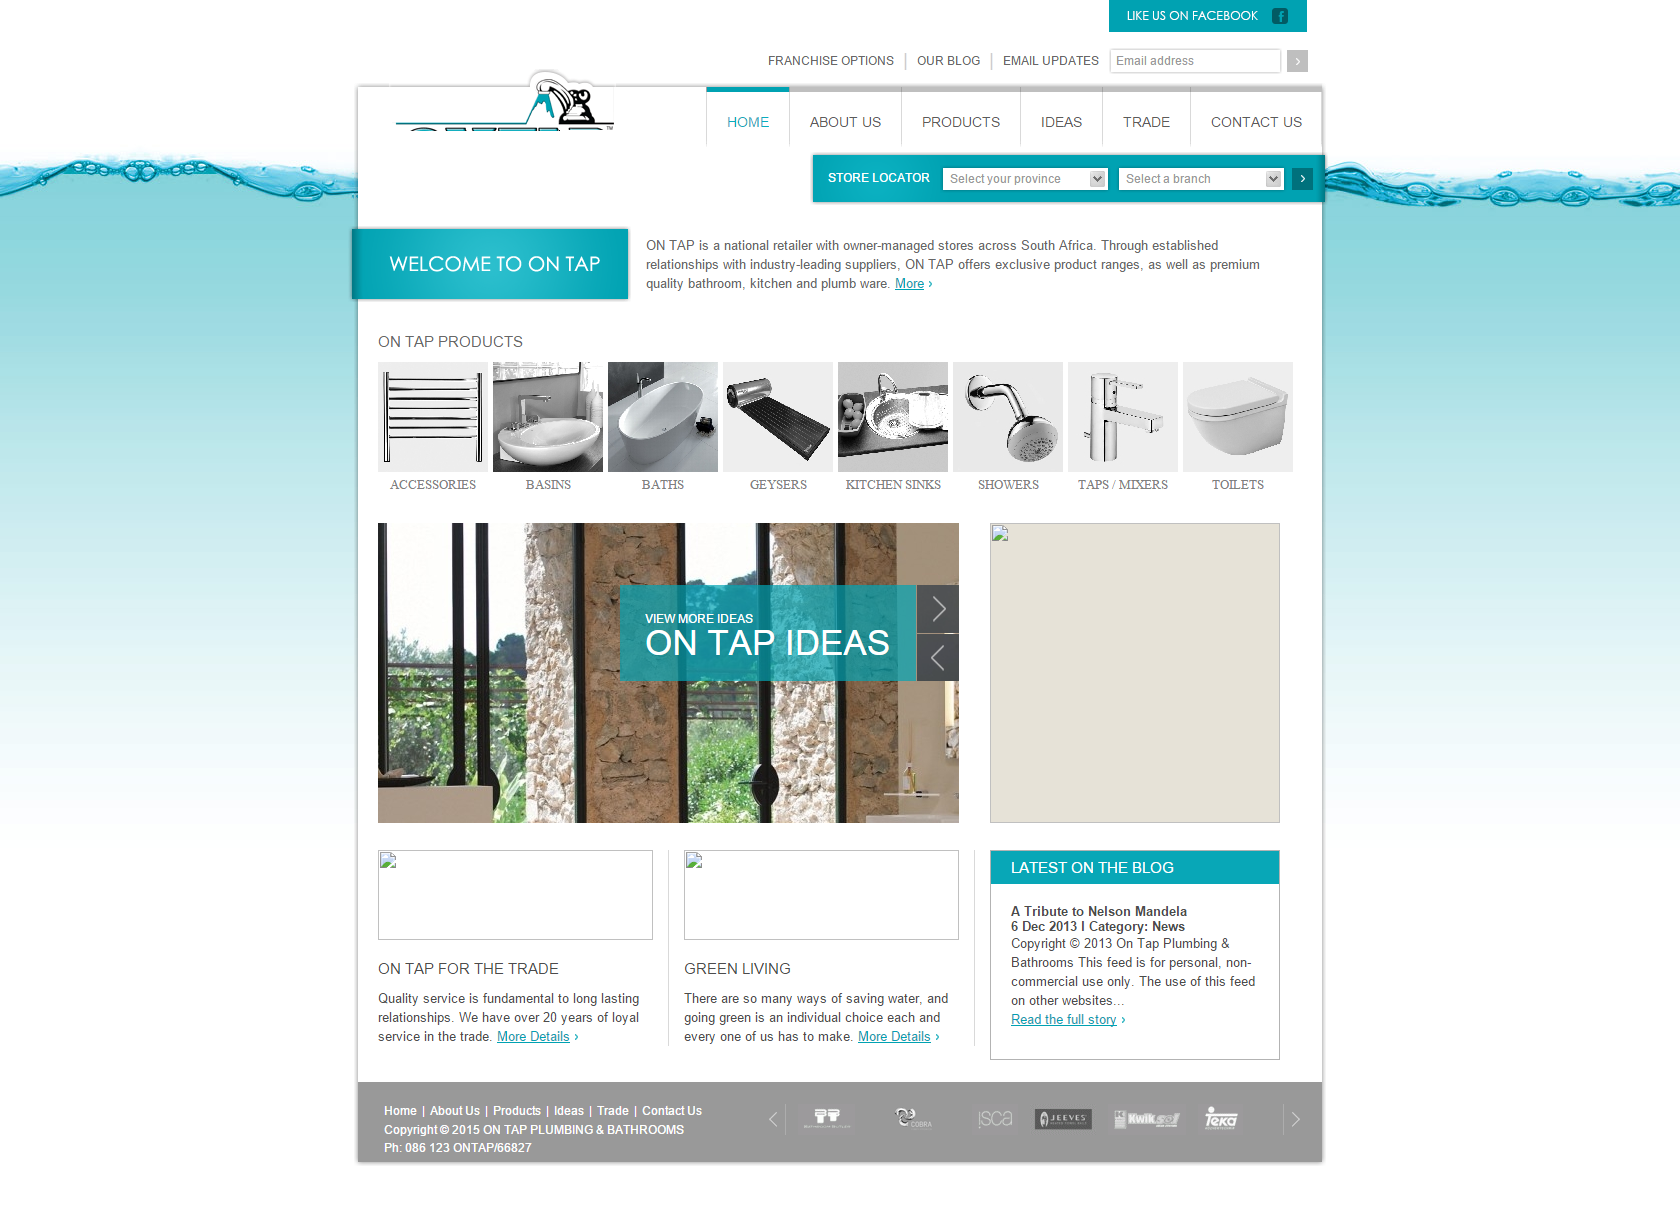 LIKE US ON FACEBOOK
FRANCHISE OPTIONS | OUR BLOG | EMAIL UPDATES Email address
HOME ABOUT US PRODUCTS IDEAS TRADE CONTACT US
STORE LOCATOR Select your province Select a branch
WELCOME TO ON TAP
ON TAP is a national retailer with owner-managed stores across South Africa. Through established
relationships with industry-leading suppliers, ON TAP offers exclusive product ranges, as well as premium
quality bathroom, kitchen and plumb ware. More ›
ON TAP PRODUCTS
ACCESSORIES BASINS BATHS GEYSERS KITCHEN SINKS SHOWERS TAPS / MIXERS TOILETS
VIEW MORE IDEAS
ON TAP IDEAS
ON TAP FOR THE TRADE
Quality service is fundamental to long lasting
relationships. We have over 20 years of loyal
service in the trade. More Details ›
GREEN LIVING
There are so many ways of saving water, and
going green is an individual choice each and
every one of us has to make. More Details ›
LATEST ON THE BLOG
A Tribute to Nelson Mandela
6 Dec 2013 I Category: News
Copyright © 2013 On Tap Plumbing &
Bathrooms This feed is for personal, non-
commercial use only. The use of this feed
on other websites...
Read the full story ›
Home | About Us | Products | Ideas | Trade | Contact Us
Copyright © 2015 ON TAP PLUMBING & BATHROOMS
Ph: 086 123 ONTAP/66827
COBRA isca JEEVES Kwiksol Teka